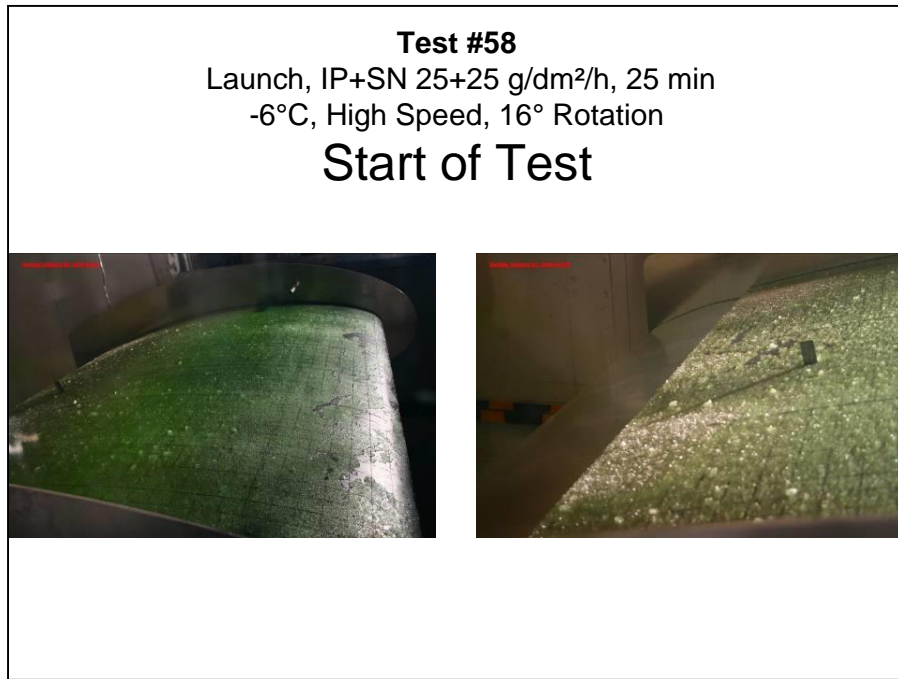 Test #58
Launch, IP+SN 25+25 g/dm²/h, 25 min
-6°C, High Speed, 16° Rotation
Start of Test